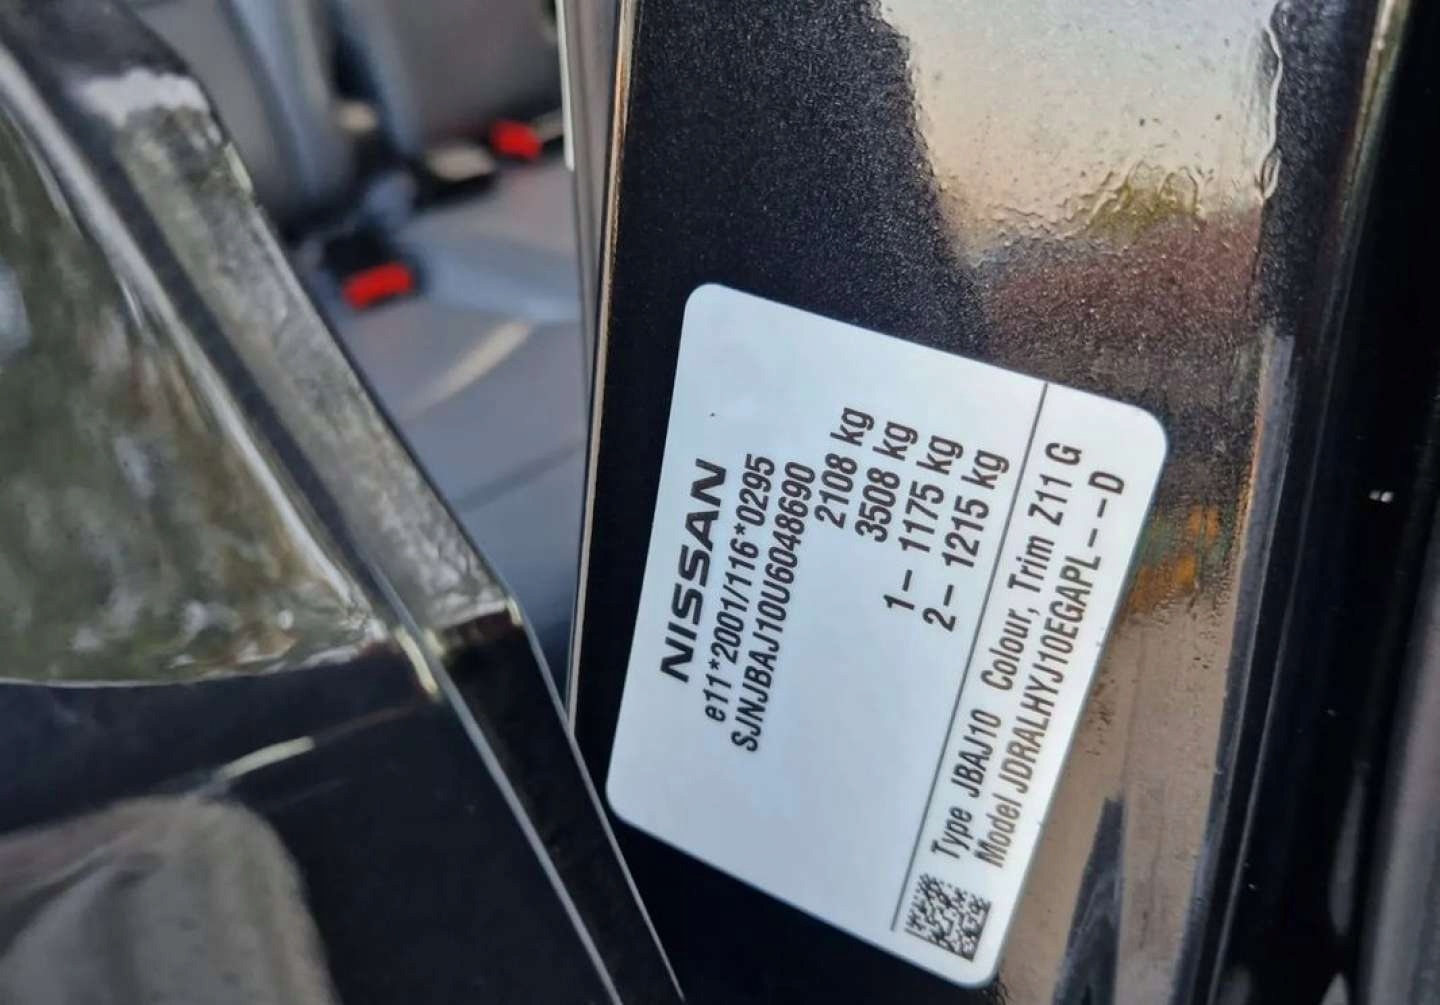 NISSAN
e11*2001/116*0295
SJNJBAJ10U6048690
2108 kg
3508 kg
1– 1175 kg
2– 1215 kg
Type JBAJ10 Colour, Trim Z11 G
Model JDRALHYJ10EGAPL – – D